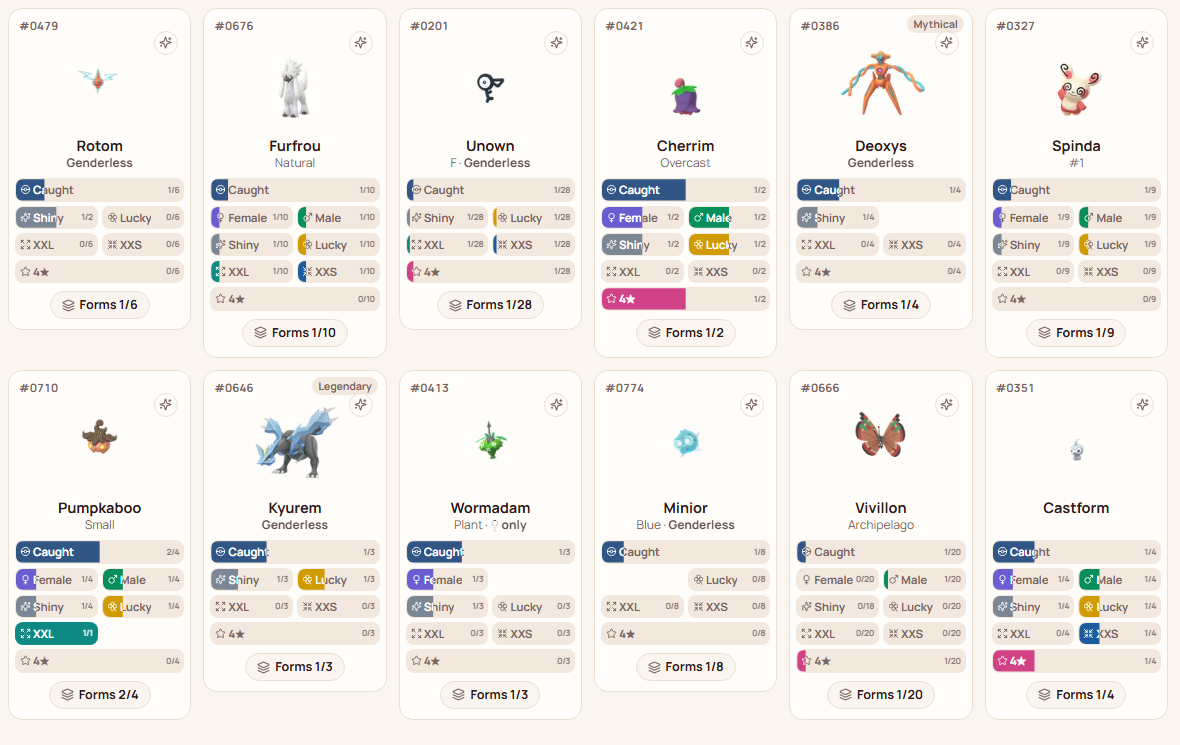 #0479
Rotom
Genderless
Caught 1/6
Shiny 1/2 Lucky 0/6
XXL 0/6 XXS 0/6
4★ 0/6
Forms 1/6
#0676
Furfrou
Natural
Caught 1/10
Female 1/10 Male 1/10
Shiny 1/10 Lucky 1/10
XXL 1/10 XXS 1/10
4★ 0/10
Forms 1/10
#0201
Unown
F · Genderless
Caught 1/28
Shiny 1/28 Lucky 1/28
XXL 1/28 XXS 1/28
4★ 1/28
Forms 1/28
#0421
Cherrim
Overcast
Caught 1/2
Female 1/2 Male 1/2
Shiny 1/2 Lucky 1/2
XXL 0/2 XXS 0/2
4★ 1/2
Forms 1/2
#0386 Mythical
Deoxys
Genderless
Caught 1/4
Shiny 1/4
XXL 0/4 XXS 0/4
4★ 0/4
Forms 1/4
#0327
Spinda
#1
Caught 1/9
Female 1/9 Male 1/9
Shiny 1/9 Lucky 1/9
XXL 0/9 XXS 0/9
4★ 0/9
Forms 1/9
#0710
Pumpkaboo
Small
Caught 2/4
Female 1/4 Male 1/4
Shiny 1/4 Lucky 1/4
XXL 1/1
4★ 0/4
Forms 2/4
#0646 Legendary
Kyurem
Genderless
Caught 1/3
Shiny 1/3 Lucky 1/3
XXL 0/3 XXS 0/3
4★ 0/3
Forms 1/3
#0413
Wormadam
Plant · ♀ only
Caught 1/3
Female 1/3
Shiny 1/3 Lucky 0/3
XXL 0/3 XXS 0/3
4★ 0/3
Forms 1/3
#0774
Minior
Blue · Genderless
Caught 1/8
Lucky 0/8
XXL 0/8 XXS 0/8
4★ 0/8
Forms 1/8
#0666
Vivillon
Archipelago
Caught 1/20
Female 0/20 Male 1/20
Shiny 0/18 Lucky 0/20
XXL 0/20 XXS 0/20
4★ 1/20
Forms 1/20
#0351
Castform
Caught 1/4
Female 1/4 Male 1/4
Shiny 1/4 Lucky 1/4
XXL 0/4 XXS 1/4
4★ 1/4
Forms 1/4